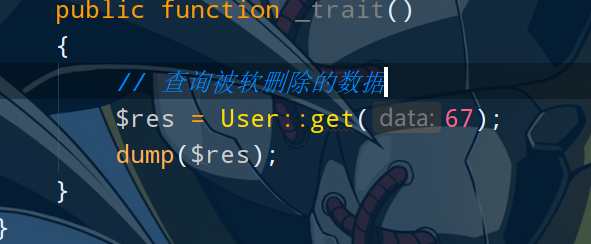 public function _trait()
{
// 查询被软删除的数据
$res = User::get( data: 67);
dump($res);
}
}